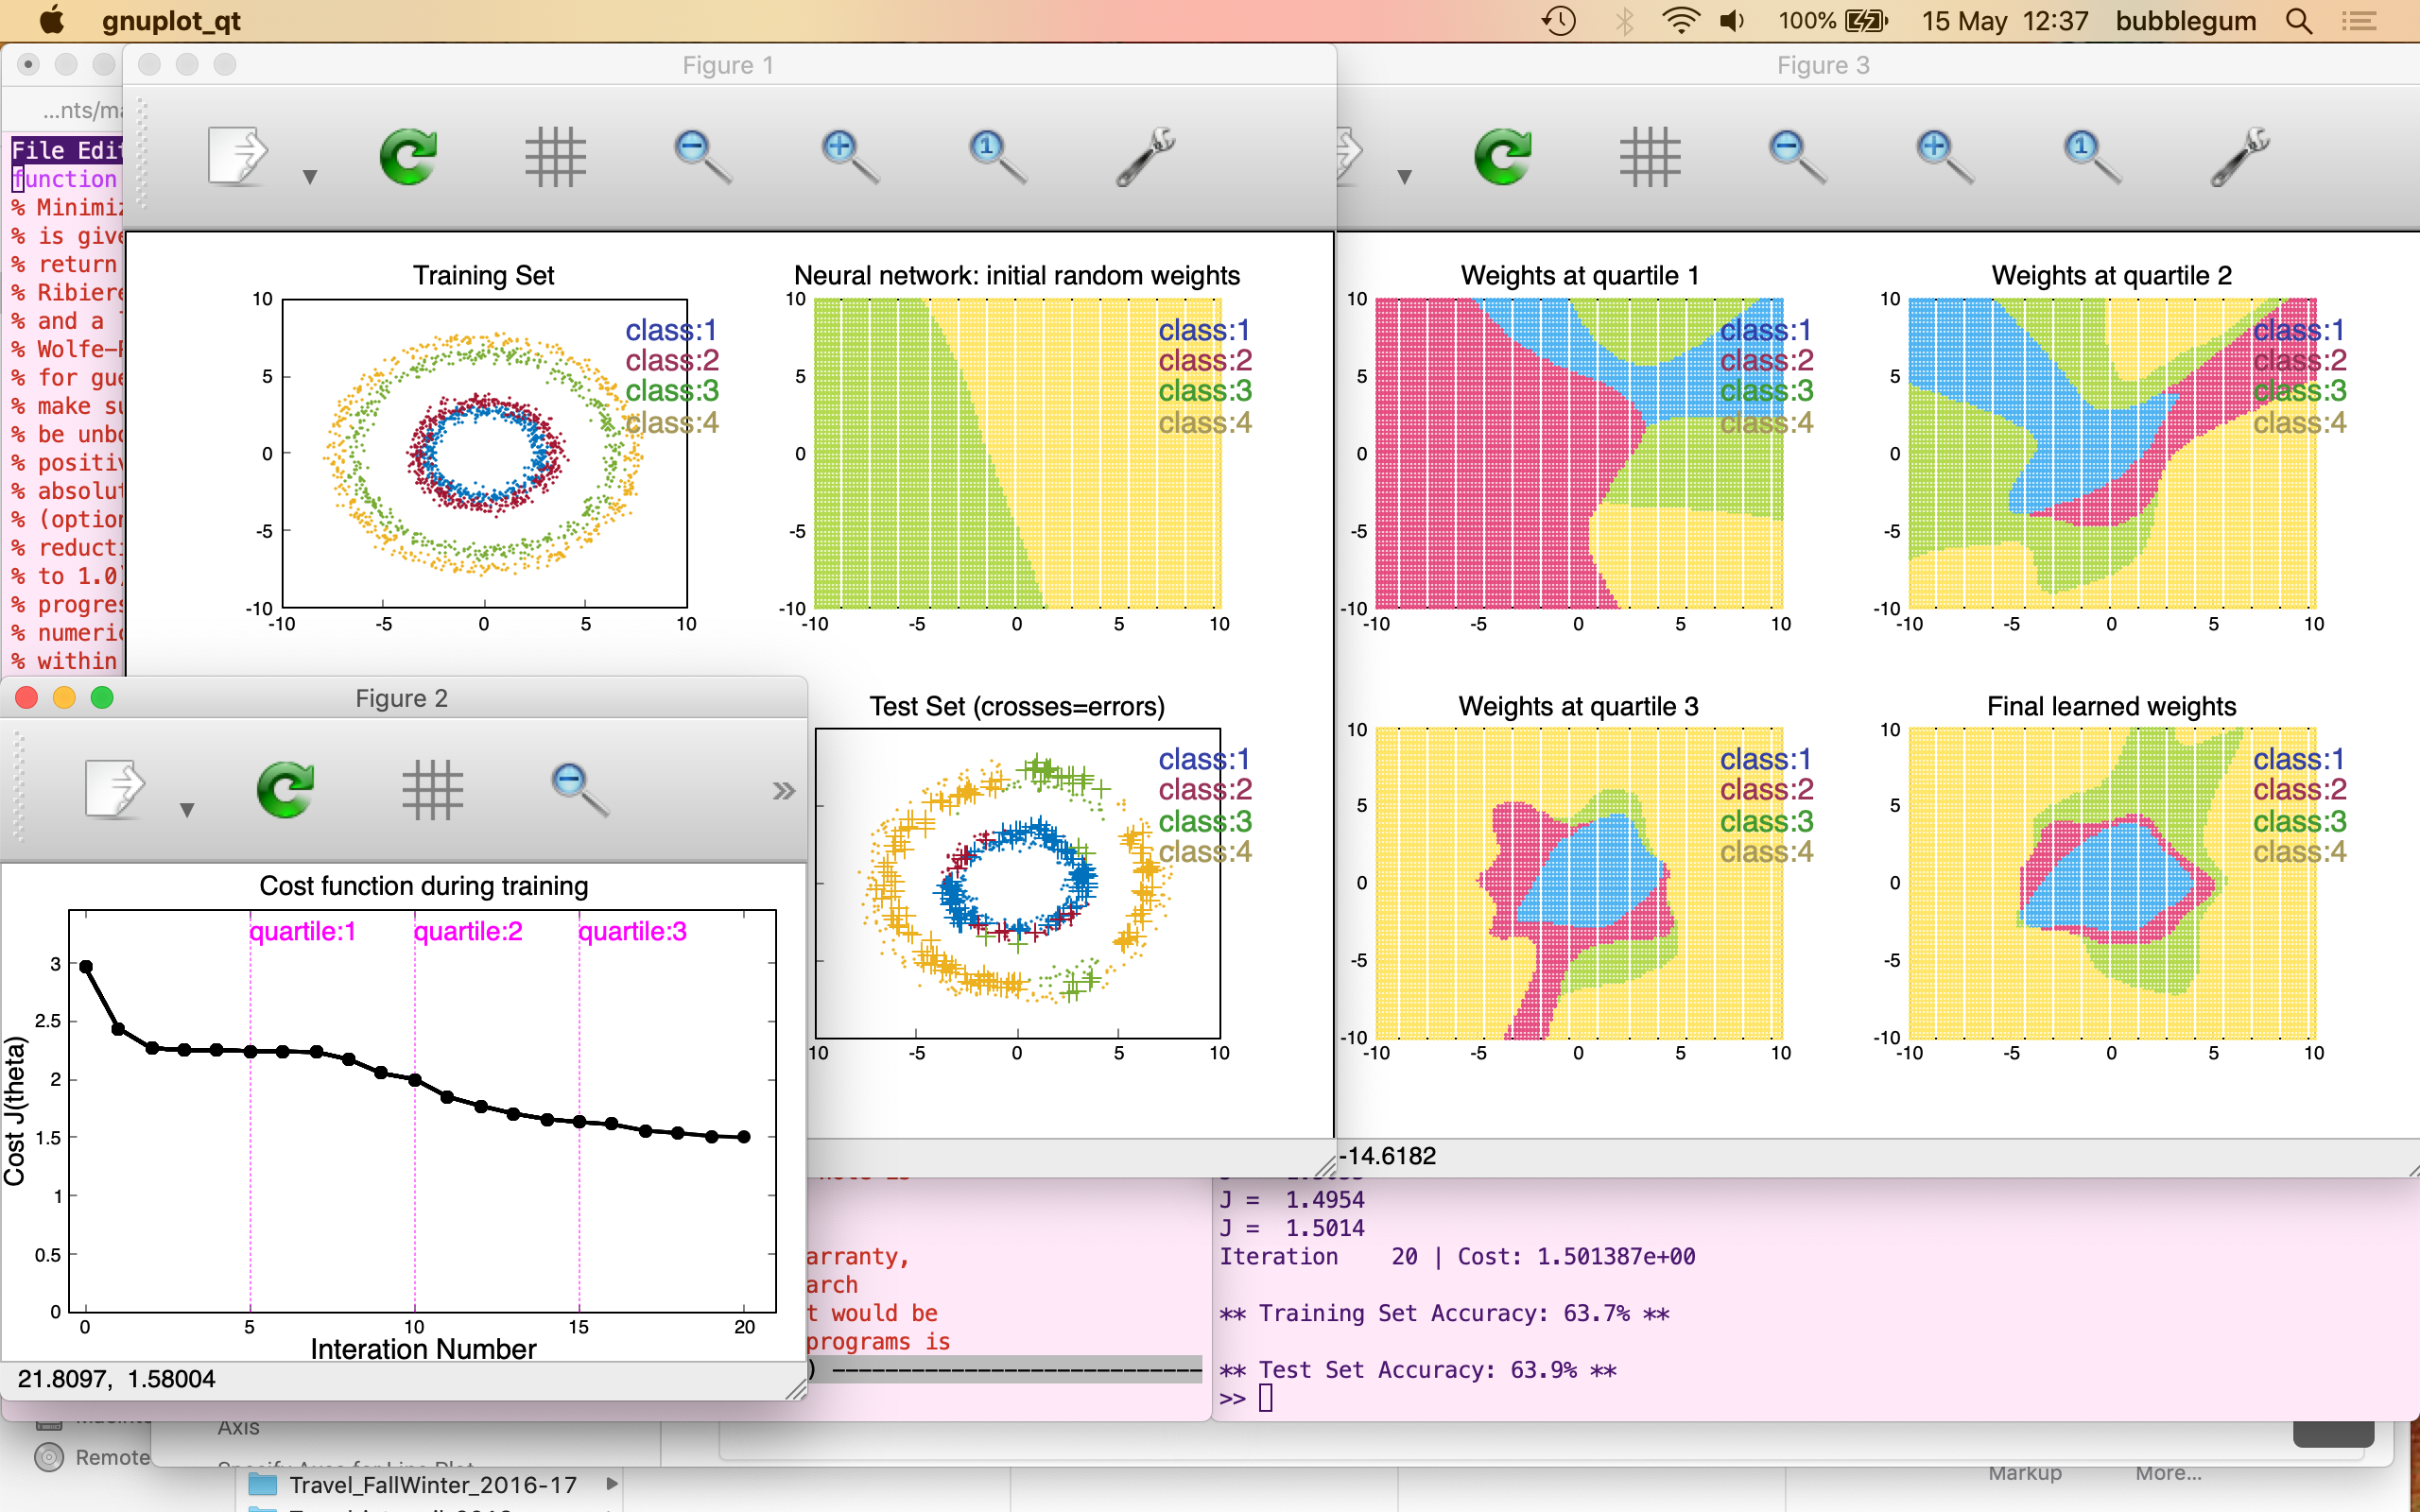 gnuplot_qt
100%
15 May 12:37
bubblegum
Figure 1
Figure 3
...nts/ma
File Edit
function
% Minimiz
% is give
% return
% Ribiere
% and a
% Wolfe-P
% for gue
% make su
% be unbo
% positiv
% absolut
% (option
% reducti
% to 1.0)
% progres
% numeric
% within
Training Set
10
5
0
-5
-10
-10 -5 0 5 10
class:1
class:2
class:3
class:4
Neural network: initial random weights
10
5
0
-5
-10
-10 -5 0 5 10
class:1
class:2
class:3
class:4
Weights at quartile 1
10
5
0
-5
-10
-10 -5 0 5 10
class:1
class:2
class:3
class:4
Weights at quartile 2
10
5
0
-5
-10
-10 -5 0 5 10
class:1
class:2
class:3
class:4
Figure 2
Cost function during training
quartile:1 quartile:2 quartile:3
Cost J(theta)
3
2.5
2
1.5
1
0.5
0
0 5 10 15 20
Interation Number
21.8097, 1.58004
Test Set (crosses=errors)
class:1
class:2
class:3
class:4
10 -5 0 5 10
Weights at quartile 3
10
5
0
-5
-10
-10 -5 0 5 10
class:1
class:2
class:3
class:4
Final learned weights
10
5
0
-5
-10
-10 -5 0 5 10
class:1
class:2
class:3
class:4
-14.6182
arranty,
arch
t would be
programs is
)
J = 1.4954
J = 1.5014
Iteration 20 | Cost: 1.501387e+00
** Training Set Accuracy: 63.7% **
** Test Set Accuracy: 63.9% **
>>
Axis
Remote
Travel_FallWinter_2016-17
Markup
More...